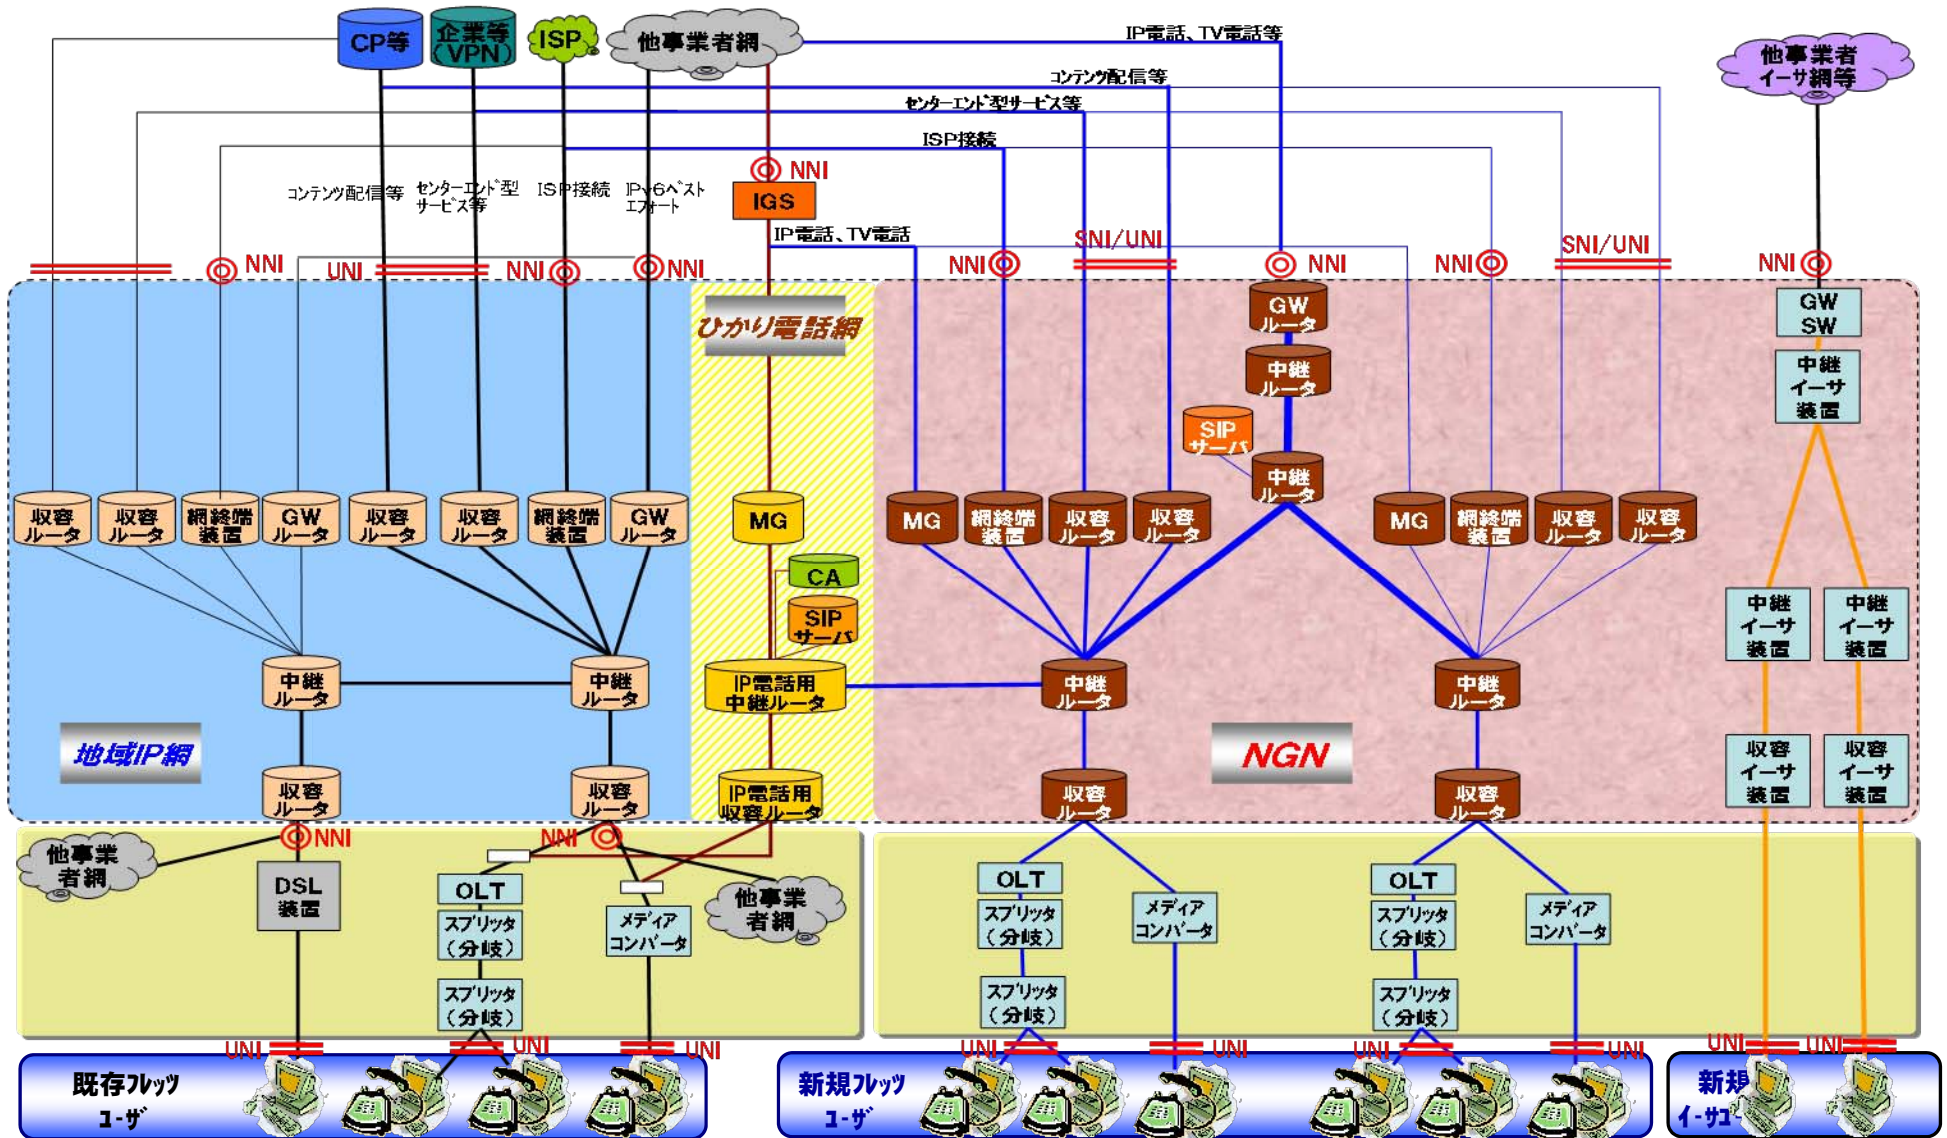 CP等
企業等
(VPN)
ISP
他事業者網
IP電話、TV電話等
コンテンツ配信等
センターエンド型サービス等
ISP接続
他事業者
イーサ網等
コンテンツ配信等
センターエンド型
サービス等
ISP接続
IPv6ベスト
エフォート
NNI
IGS
IP電話、TV電話
NNI
UNI
NNI
NNI
NNI
SNI/UNI
NNI
NNI
SNI/UNI
NNI
ひかり電話網
GW
ルータ
中継
ルータ
SIP
サーバ
中継
ルータ
GW
SW
中継
イーサ
装置
収容
ルータ
収容
ルータ
網終端
装置
GW
ルータ
収容
ルータ
収容
ルータ
網終端
装置
GW
ルータ
MG
MG
網終端
装置
収容
ルータ
収容
ルータ
MG
網終端
装置
収容
ルータ
収容
ルータ
CA
SIP
サーバ
中継
イーサ
装置
中継
イーサ
装置
中継
ルータ
中継
ルータ
IP電話用
中継ルータ
中継
ルータ
中継
ルータ
地域IP網
NGN
収容
ルータ
収容
ルータ
IP電話用
収容ルータ
収容
ルータ
収容
ルータ
収容
イーサ
装置
収容
イーサ
装置
NNI
NNI
他事業
者網
DSL
装置
OLT
スプリッタ
(分岐)
スプリッタ
(分岐)
メディア
コンバータ
他事業
者網
OLT
スプリッタ
(分岐)
スプリッタ
(分岐)
メディア
コンバータ
OLT
スプリッタ
(分岐)
スプリッタ
(分岐)
メディア
コンバータ
UNI
UNI
UNI
UNI
UNI
UNI
UNI
UNI
UNI
既存フレッツ
ユーザ
新規フレッツ
ユーザ
新規
イーサユー